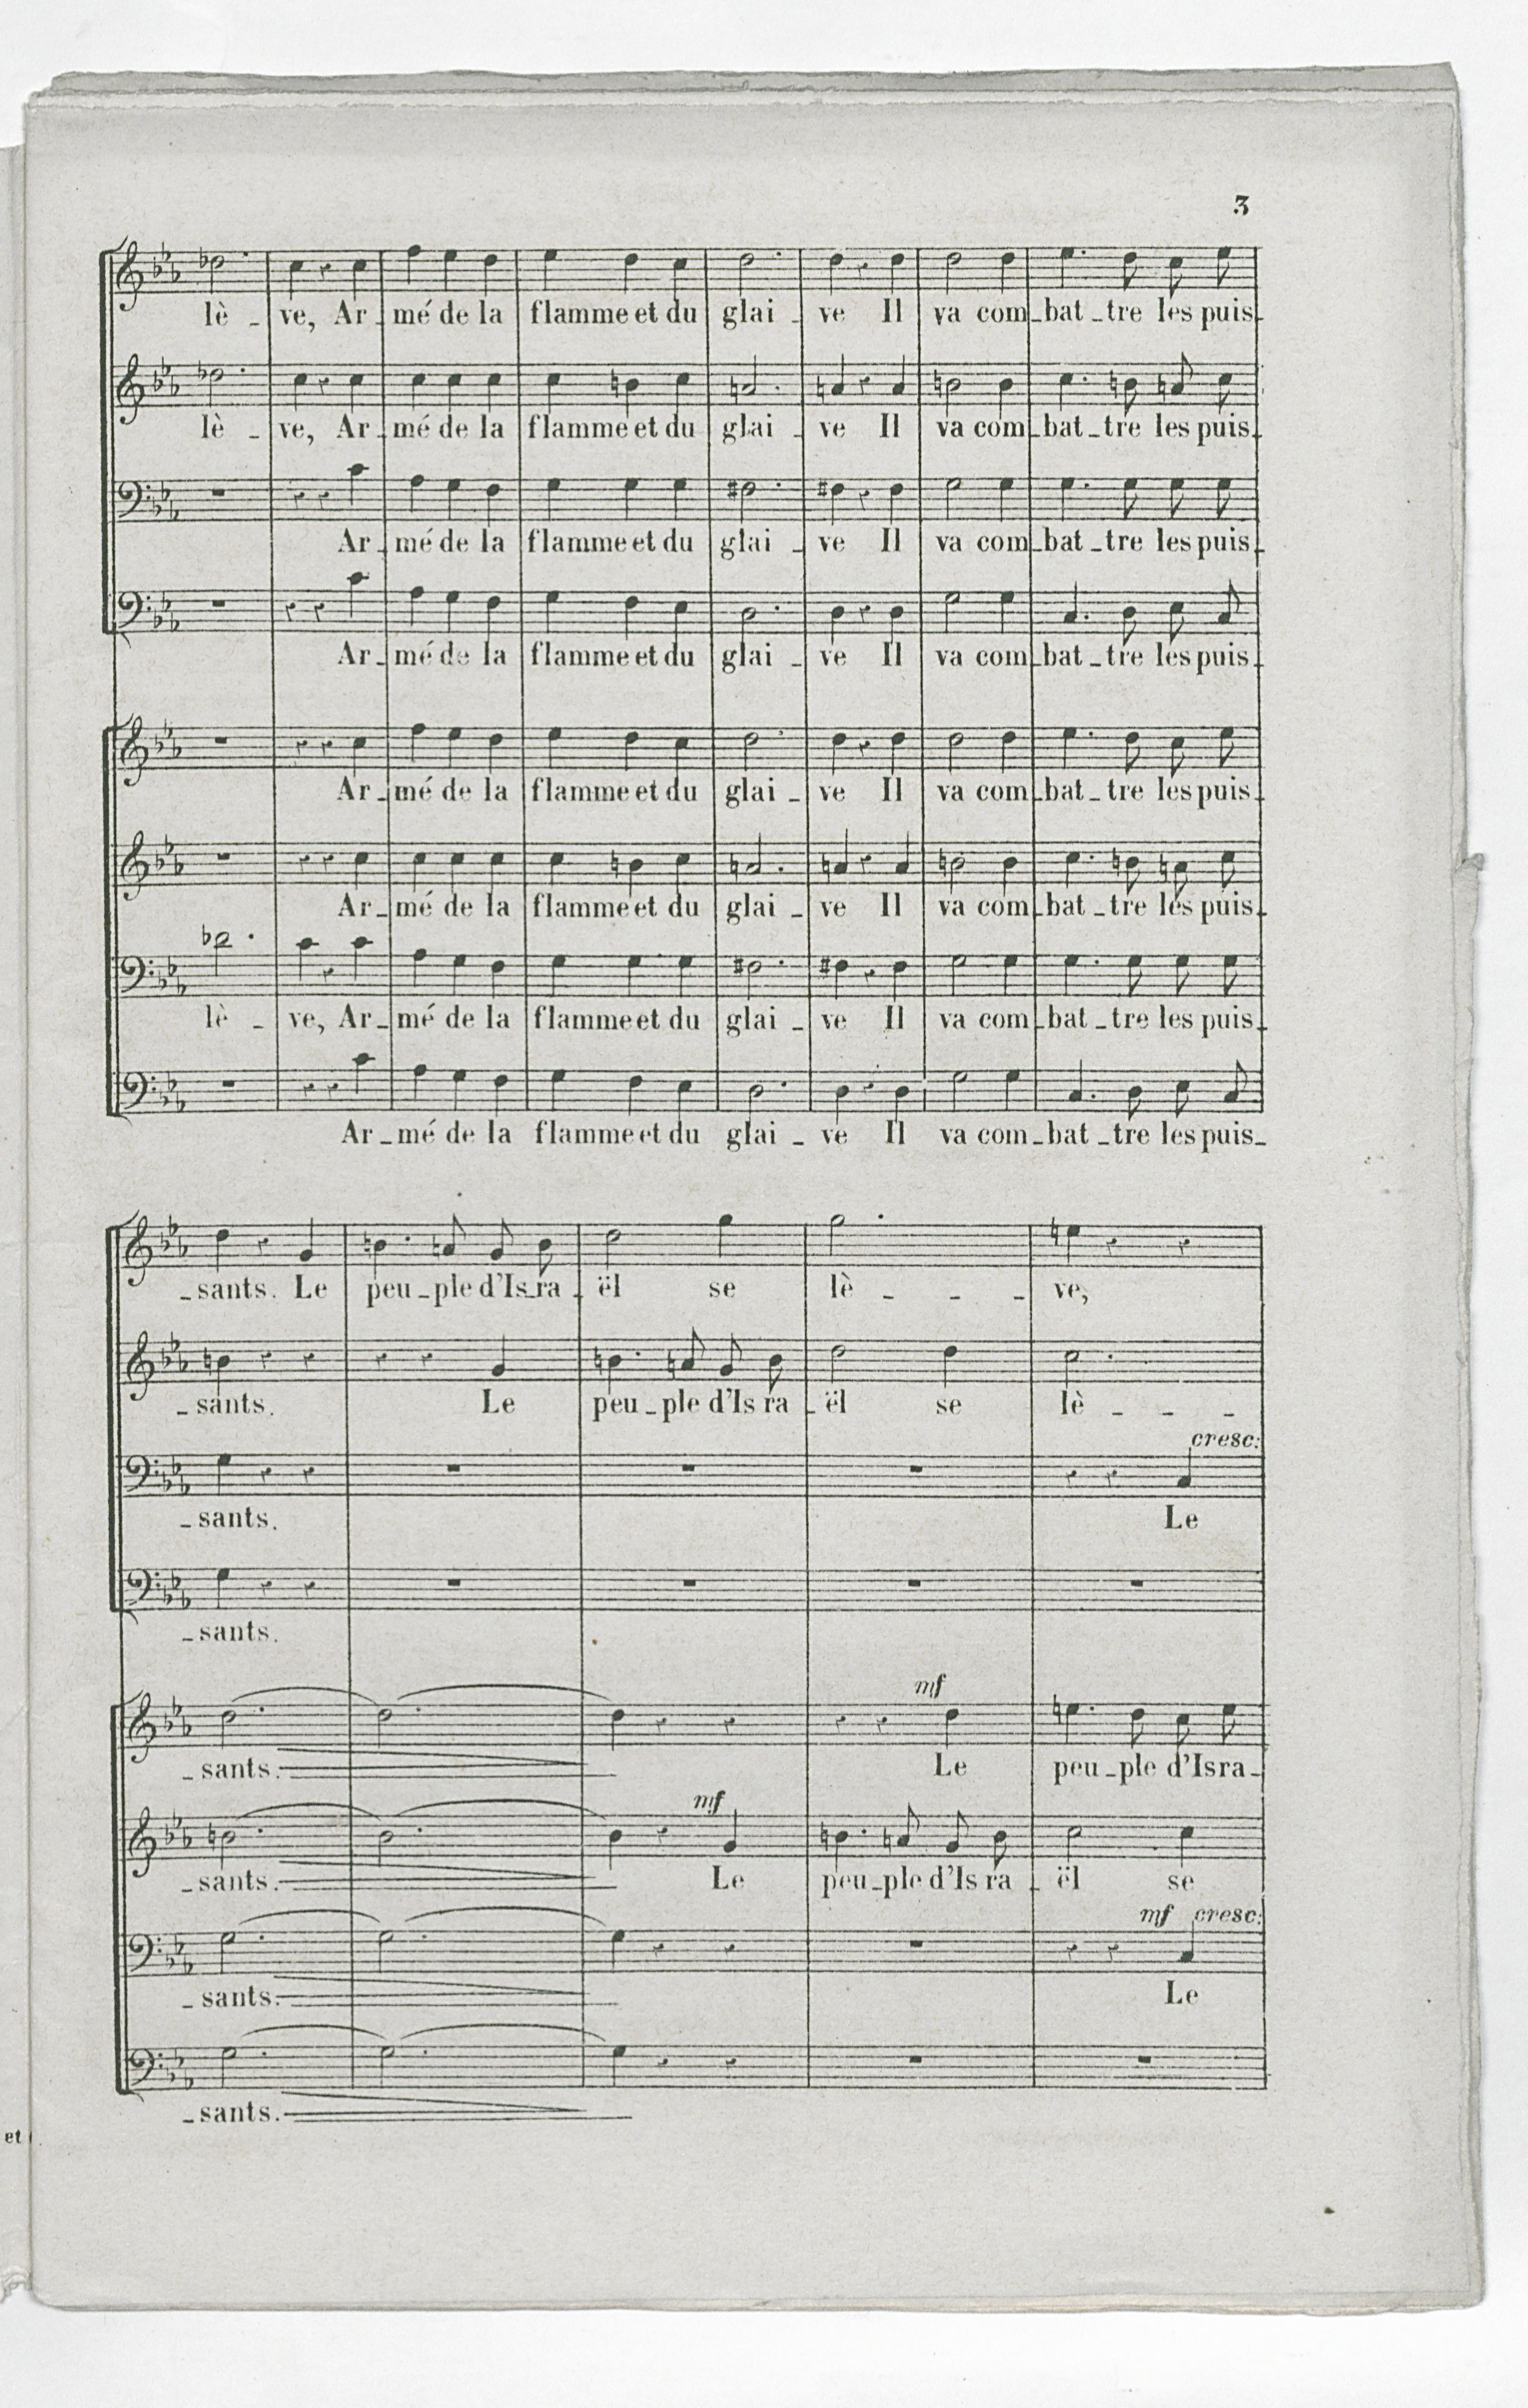 3
lè - ve, Ar - mé de la flamme et du glai - ve Il va com - bat - tre les puis -
lè - ve, Ar - mé de la flamme et du glai - ve Il va com - bat - tre les puis -
Ar - mé de la flamme et du glai - ve Il va com - bat - tre les puis -
Ar - mé de la flamme et du glai - ve Il va com - bat - tre les puis -
Ar - mé de la flamme et du glai - ve Il va com - bat - tre les puis -
Ar - mé de la flamme et du glai - ve Il va com - bat - tre les puis -
lè - ve, Ar - mé de la flamme et du glai - ve Il va com - bat - tre les puis -
Ar - mé de la flamme et du glai - ve Il va com - bat - tre les puis -
- sants. Le peu - ple d'Is - ra - ël se lè - - - ve,
- sants. Le peu - ple d'Is ra - ël se lè - - -
cresc:
- sants. Le
- sants.
mf
- sants. Le peu - ple d'Isra -
mf
- sants. Le peu - ple d'Is ra - ël se
mf cresc:
- sants. Le
- sants.
et